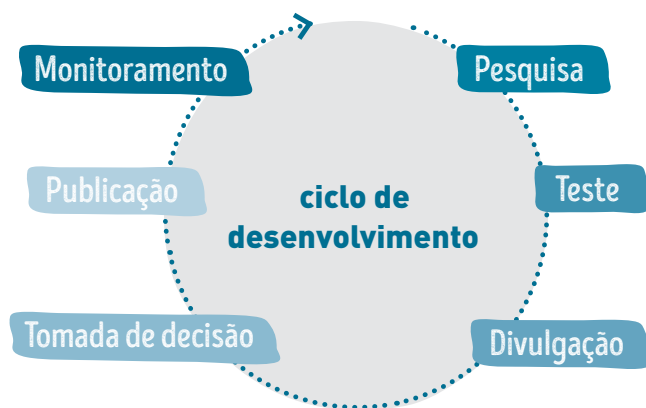 Monitoramento
Pesquisa
Publicação
Teste
ciclo de
desenvolvimento
Tomada de decisão
Divulgação